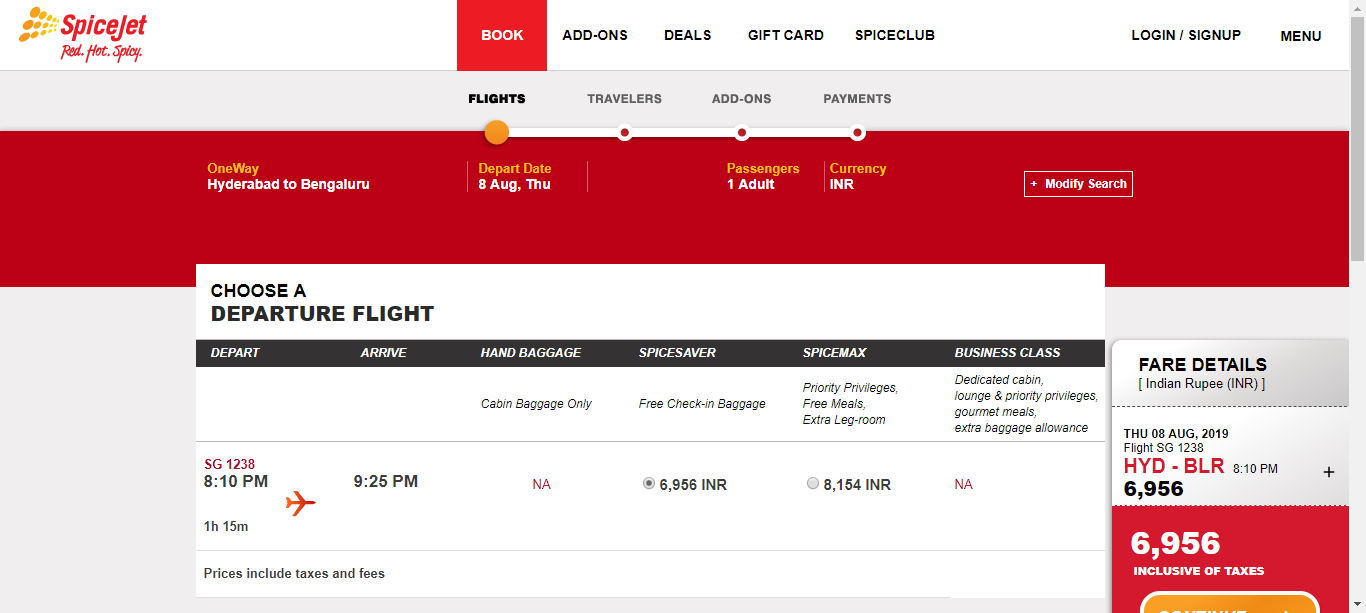 SpiceJet
Red. Hot. Spicy.
BOOK ADD-ONS DEALS GIFT CARD SPICECLUB LOGIN / SIGNUP MENU
FLIGHTS TRAVELERS ADD-ONS PAYMENTS
OneWay
Hyderabad to Bengaluru
Depart Date
8 Aug, Thu
Passengers
1 Adult
Currency
INR
+ Modify Search
CHOOSE A
DEPARTURE FLIGHT
DEPART ARRIVE HAND BAGGAGE SPICESAVER SPICEMAX BUSINESS CLASS
Cabin Baggage Only
Free Check-in Baggage
Priority Privileges,
Free Meals,
Extra Leg-room
Dedicated cabin,
lounge & priority privileges,
gourmet meals,
extra baggage allowance
SG 1238
8:10 PM 9:25 PM NA 6,956 INR 8,154 INR NA
1h 15m
Prices include taxes and fees
FARE DETAILS
[ Indian Rupee (INR) ]
THU 08 AUG, 2019
Flight SG 1238
HYD - BLR 8:10 PM +
6,956
6,956
INCLUSIVE OF TAXES
CONTINUE